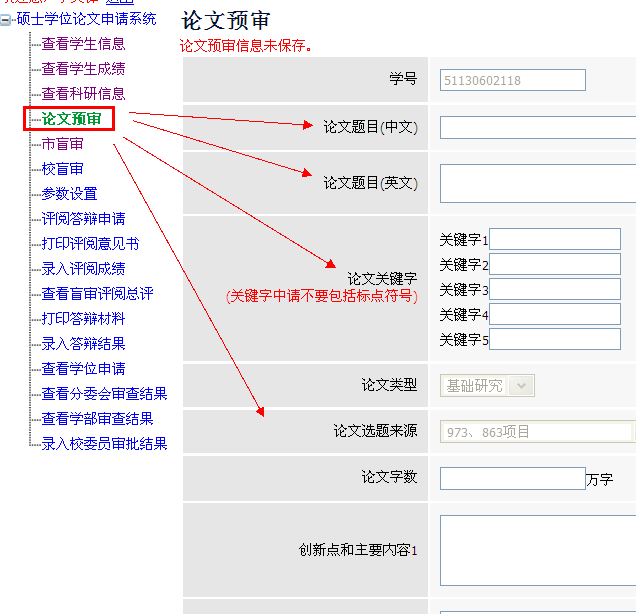 退出
硕士学位论文申请系统
查看学生信息
查看学生成绩
查看科研信息
论文预审
市盲审
校盲审
参数设置
评阅答辩申请
打印评阅意见书
录入评阅成绩
查看盲审评阅总评
打印答辩材料
录入答辩结果
查看学位申请
查看分委会审查结果
查看学部审查结果
录入校委员审批结果
论文预审
论文预审信息未保存。
学号
51130602118
论文题目(中文)
论文题目(英文)
论文关键字
(关键字中请不要包括标点符号)
关键字1
关键字2
关键字3
关键字4
关键字5
论文类型
基础研究
论文选题来源
973、863项目
论文字数
万字
创新点和主要内容1